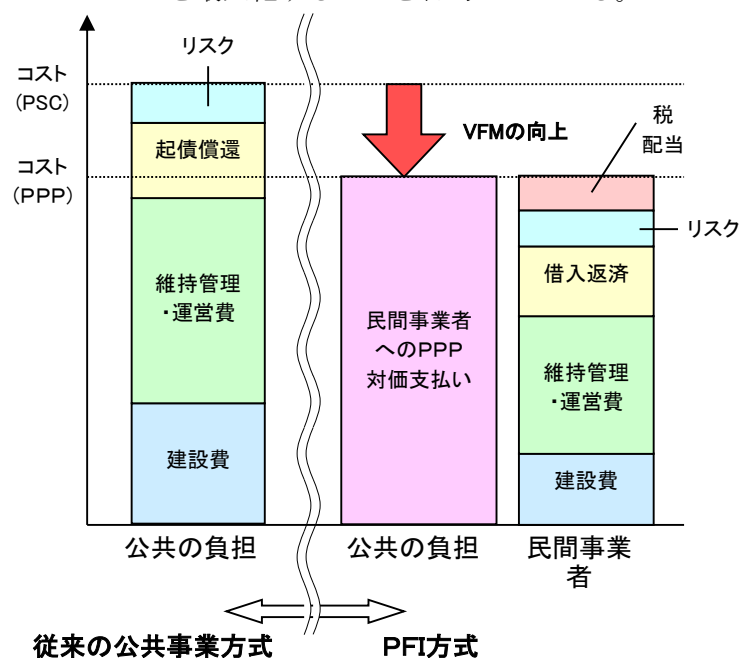 リスク
コスト
(PSC)
税
配当
VFMの向上
起債償還
コスト
(PPP)
リスク
借入返済
維持管理
・運営費
民間事業者
へのPPP
対価支払い
維持管理
・運営費
建設費
建設費
公共の負担
公共の負担
民間事業
者
従来の公共事業方式
PFI方式